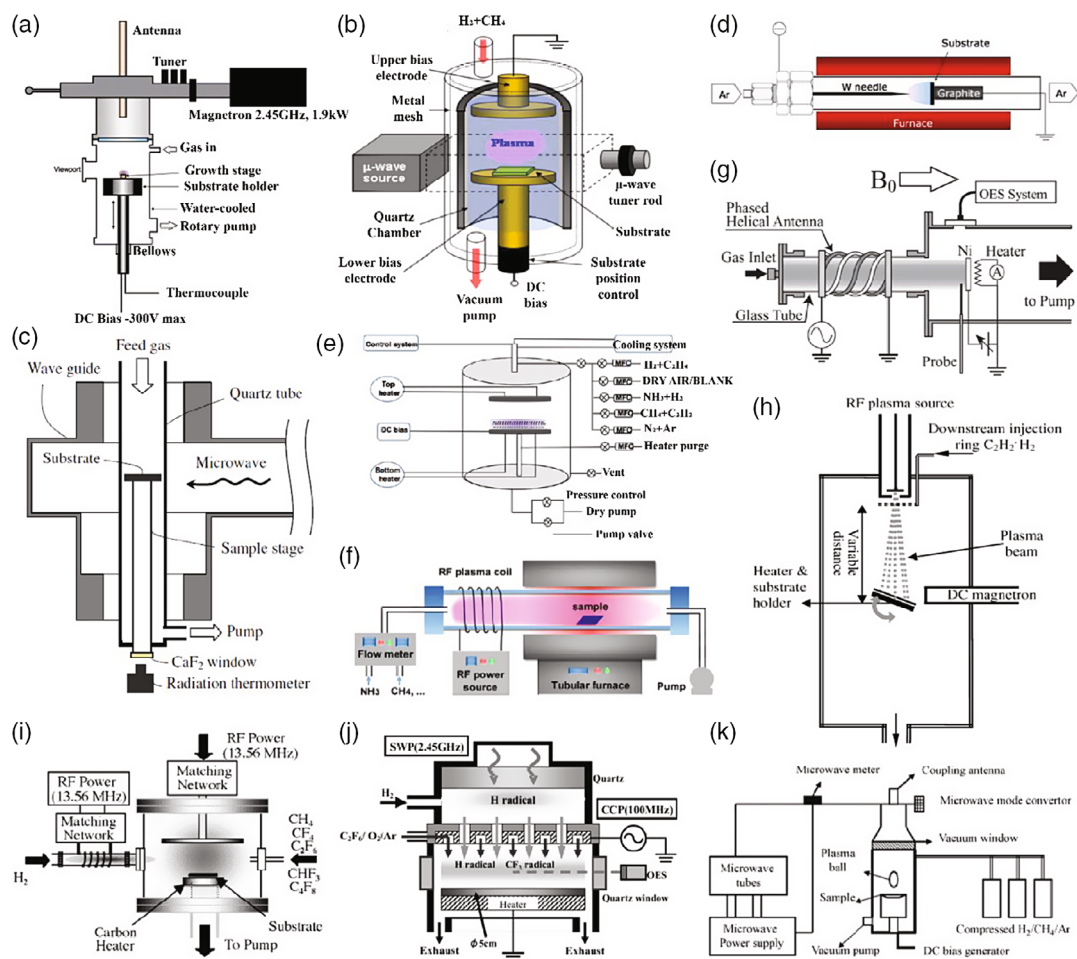 (a)
Antenna
Tuner
Magnetron 2.45GHz, 1.9kW
Gas in
Viewport
Growth stage
Substrate holder
Water-cooled
Rotary pump
Bellows
Thermocouple
DC Bias -300V max
(b)
H₂+CH₄
Upper bias
electrode
Metal
mesh
Plasma
μ-wave
source
μ-wave
tuner rod
Quartz
Chamber
Substrate
Lower bias
electrode
Substrate
position
control
Vacuum
pump
DC
bias
(c)
Feed gas
Wave guide
Quartz tube
Substrate
Microwave
Sample stage
Pump
CaF₂ window
Radiation thermometer
(d)
Substrate
Ar
W needle
Graphite
Ar
Furnace
(e)
Control system
Cooling system
Top
heater
DC bias
Bottom
heater
MFC H₂+C₂H₄
MFC DRY AIR/BLANK
MFC NH₃+H₂
MFC CH₄+C₂H₂
MFC N₂+Ar
MFC Heater purge
Vent
Pressure control
Dry pump
Pump valve
(f)
RF plasma coil
sample
Flow meter
NH₃
CH₄, ...
RF power
source
Tubular furnace
Pump
(g)
B₀
OES System
Phased
Helical Antenna
Ni
Heater
A
Gas Inlet
Glass Tube
to Pump
Probe
(h)
RF plasma source
Downstream injection
ring C₂H₂-H₂
Variable
distance
Plasma
beam
Heater &
substrate
holder
DC magnetron
(i)
RF Power
(13.56 MHz)
Matching
Network
RF Power
(13.56 MHz)
Matching
Network
H₂
CH₄
CF₄
C₂F₆
CHF₃
C₄F₈
Carbon
Heater
Substrate
To Pump
(j)
SWP(2.45GHz)
Quartz
H₂
H radical
CCP(100MHz)
C₂F₆/ O₂/Ar
H radical
CF₃ radical
OES
Quartz window
Heater
ϕ5cm
Exhaust
Exhaust
(k)
Microwave meter
Coupling antenna
Microwave mode convertor
Vacuum window
Plasma
ball
Microwave
tubes
Sample
Microwave
Power supply
Compressed H₂/CH₄/Ar
Vacuum pump
DC bias generator